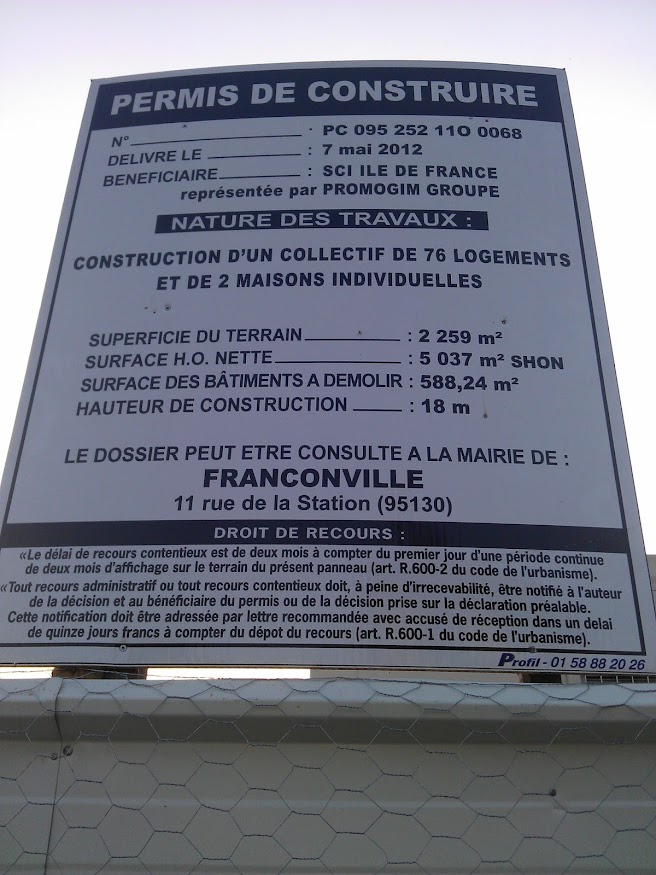 PERMIS DE CONSTRUIRE
N° : PC 095 252 11O 0068
DELIVRE LE : 7 mai 2012
BENEFICIAIRE : SCI ILE DE FRANCE
représentée par PROMOGIM GROUPE
NATURE DES TRAVAUX :
CONSTRUCTION D'UN COLLECTIF DE 76 LOGEMENTS
ET DE 2 MAISONS INDIVIDUELLES
SUPERFICIE DU TERRAIN : 2 259 m²
SURFACE H.O. NETTE : 5 037 m² SHON
SURFACE DES BÂTIMENTS A DEMOLIR : 588,24 m²
HAUTEUR DE CONSTRUCTION : 18 m
LE DOSSIER PEUT ETRE CONSULTE A LA MAIRIE DE :
FRANCONVILLE
11 rue de la Station (95130)
DROIT DE RECOURS :
«Le délai de recours contentieux est de deux mois à compter du premier jour d'une période continue
de deux mois d'affichage sur le terrain du présent panneau (art. R.600-2 du code de l'urbanisme).
«Tout recours administratif ou tout recours contentieux doit, à peine d'irrecevabilité, être notifié à l'auteur
de la décision et au bénéficiaire du permis ou de la décision prise sur la déclaration préalable.
Cette notification doit être adressée par lettre recommandée avec accusé de réception dans un délai
de quinze jours francs à compter du dépot du recours (art. R.600-1 du code de l'urbanisme).
Profil - 01 58 88 20 26